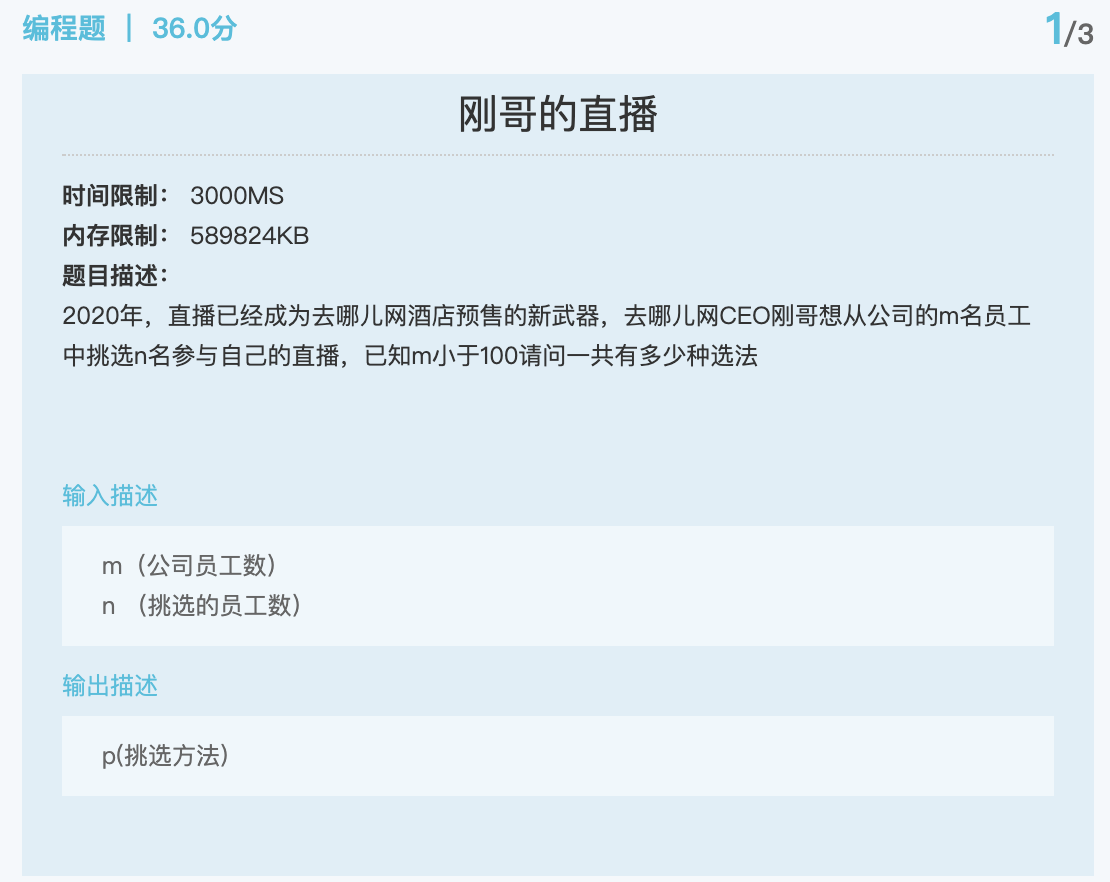 编程题 | 36.0分
1/3
刚哥的直播
时间限制： 3000MS
内存限制： 589824KB
题目描述：
2020年，直播已经成为去哪儿网酒店预售的新武器，去哪儿网CEO刚哥想从公司的m名员工
中挑选n名参与自己的直播，已知m小于100请问一共有多少种选法
输入描述
m（公司员工数）
n （挑选的员工数）
输出描述
p(挑选方法)